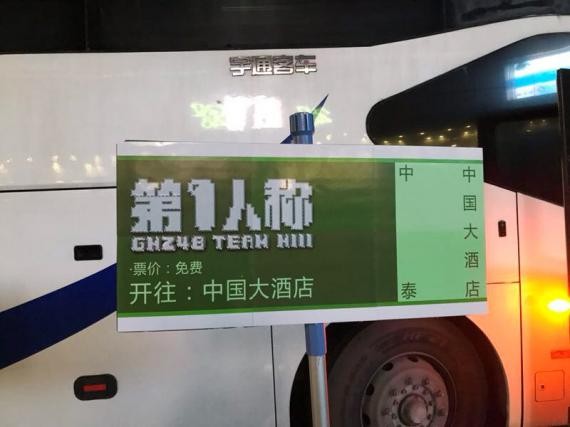 宇通客车
第1人称
GNZ48 TEAM NIII
·票价：免费
开往：中国大酒店
中泰
中国大酒店